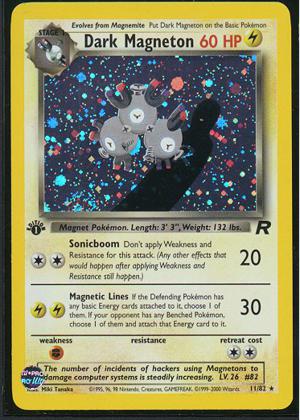 Evolves from Magnemite Put Dark Magneton on the Basic Pokémon
STAGE 1
Dark Magneton 60 HP
Magnet Pokémon. Length: 3' 3", Weight: 132 lbs.
EDITION
1
R
Sonicboom Don't apply Weakness and
Resistance for this attack. (Any other effects that
would happen after applying Weakness and
Resistance still happen.)
20
Magnetic Lines If the Defending Pokémon
has any basic Energy cards attached to it, choose 1
of them. If your opponent has any Benched Pokémon,
choose 1 of them and attach that Energy card to it.
30
weakness
resistance
retreat cost
The number of incidents of hackers using Magnetons to
damage computer systems is steadily increasing. LV. 26 #82
Illus. Miki Tanaka
©1995, 96, 98 Nintendo, Creatures, GAMEFREAK. ©1999-2000 Wizards.
11/82 ★